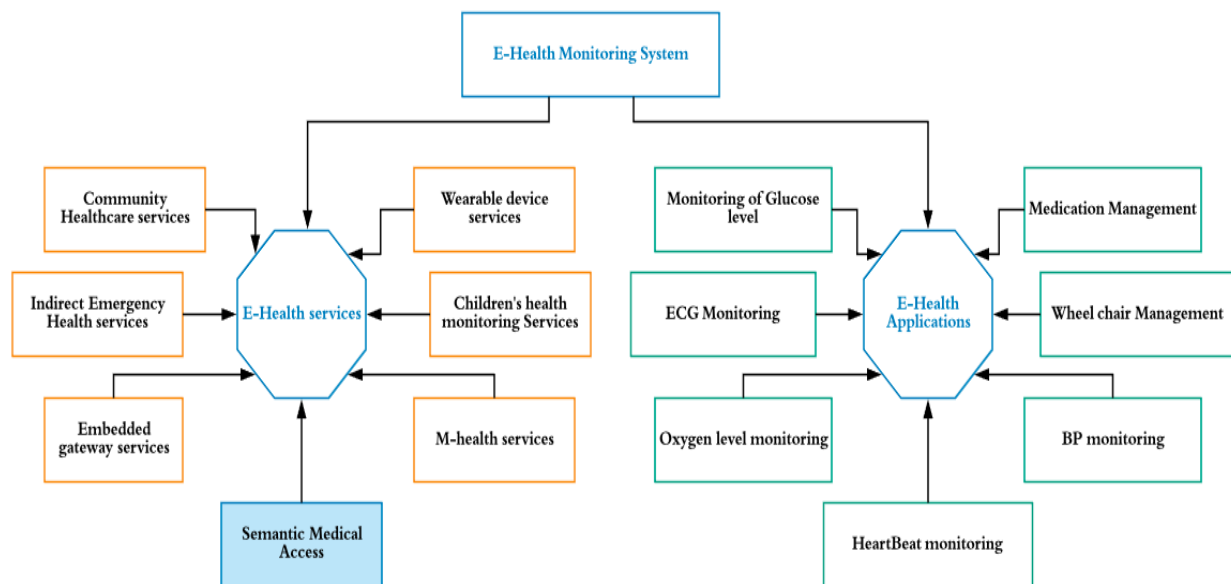 E-Health Monitoring System
Community
Healthcare services
Wearable device
services
Indirect Emergency
Health services
E-Health services
Children's health
monitoring Services
Embedded
gateway services
M-health services
Semantic Medical
Access
Monitoring of Glucose
level
Medication Management
ECG Monitoring
E-Health
Applications
Wheel chair Management
Oxygen level monitoring
BP monitoring
HeartBeat monitoring